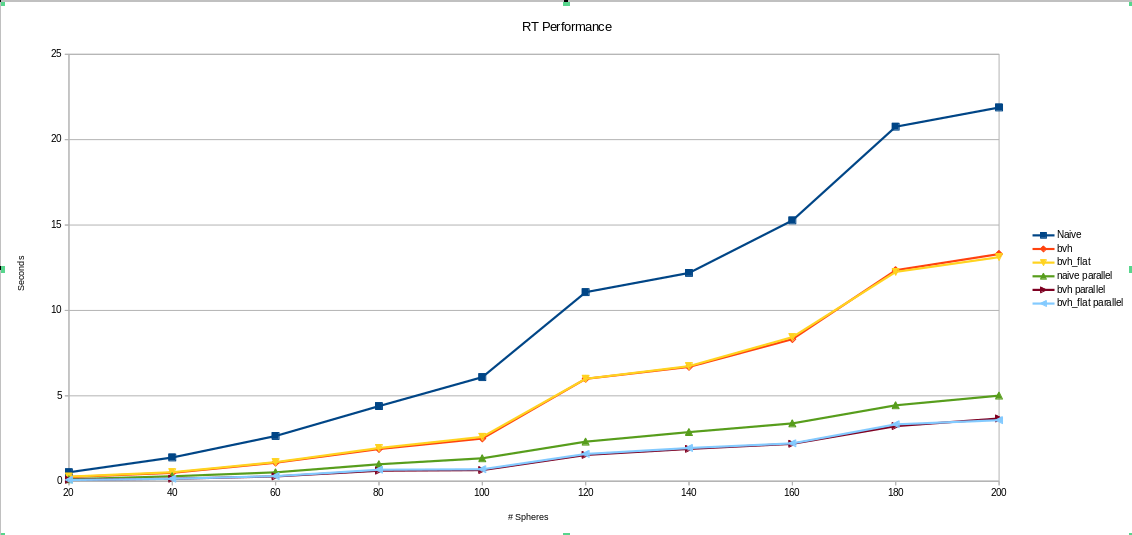 RT Performance
25
20
15
10
5
0
Seconds
20 40 60 80 100 120 140 160 180 200
# Spheres
Naive
bvh
bvh_flat
naive parallel
bvh parallel
bvh_flat parallel